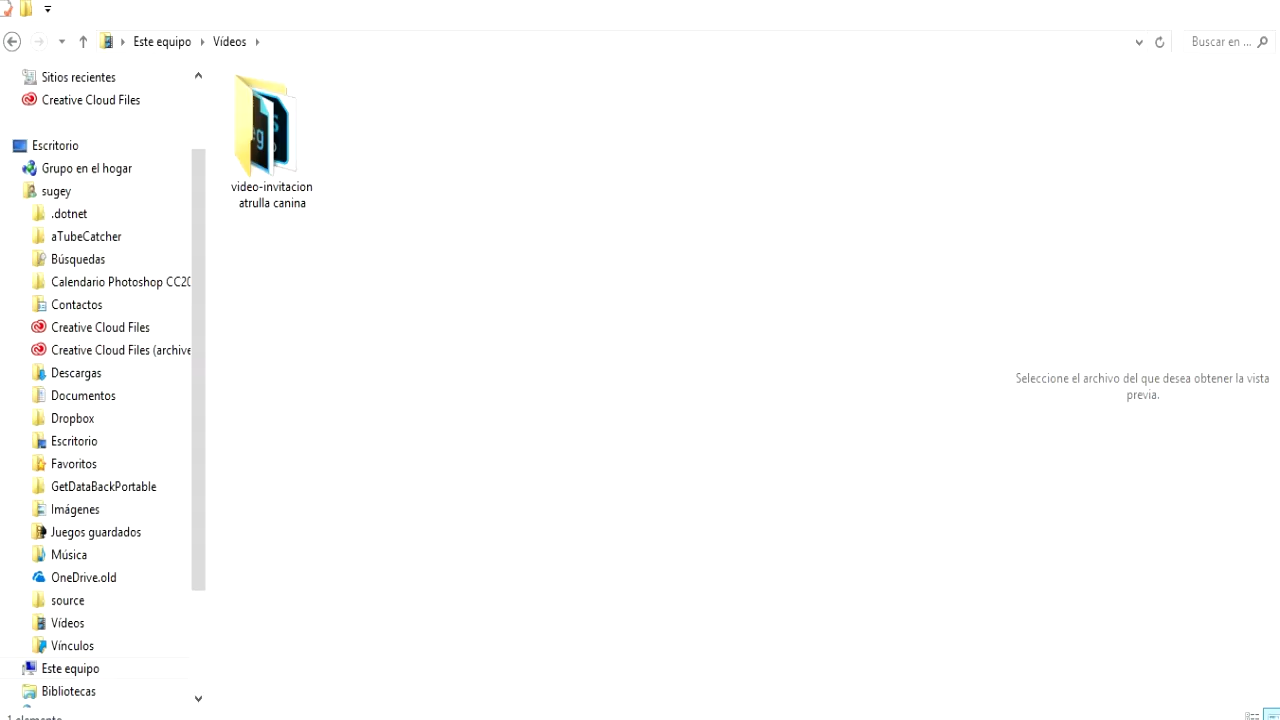 Este equipo
Vídeos
Buscar en ...
Sitios recientes
Creative Cloud Files
Escritorio
Grupo en el hogar
sugey
.dotnet
aTubeCatcher
Búsquedas
Calendario Photoshop CC20
Contactos
Creative Cloud Files
Creative Cloud Files (archive
Descargas
Documentos
Dropbox
Escritorio
Favoritos
GetDataBackPortable
Imágenes
Juegos guardados
Música
OneDrive.old
source
Vídeos
Vínculos
Este equipo
Bibliotecas
1 elemento
video-invitacion
atrulla canina
Seleccione el archivo del que desea obtener la vista
previa.